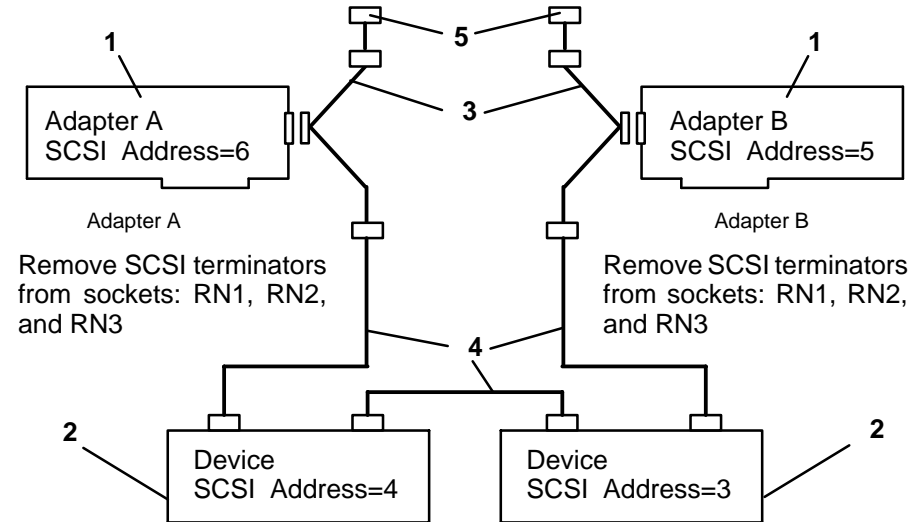 5
1
1
3
Adapter A
SCSI Address=6
Adapter B
SCSI Address=5
Adapter A
Adapter B
Remove SCSI terminators
from sockets: RN1, RN2,
and RN3
Remove SCSI terminators
from sockets: RN1, RN2,
and RN3
4
2
2
Device
SCSI Address=4
Device
SCSI Address=3